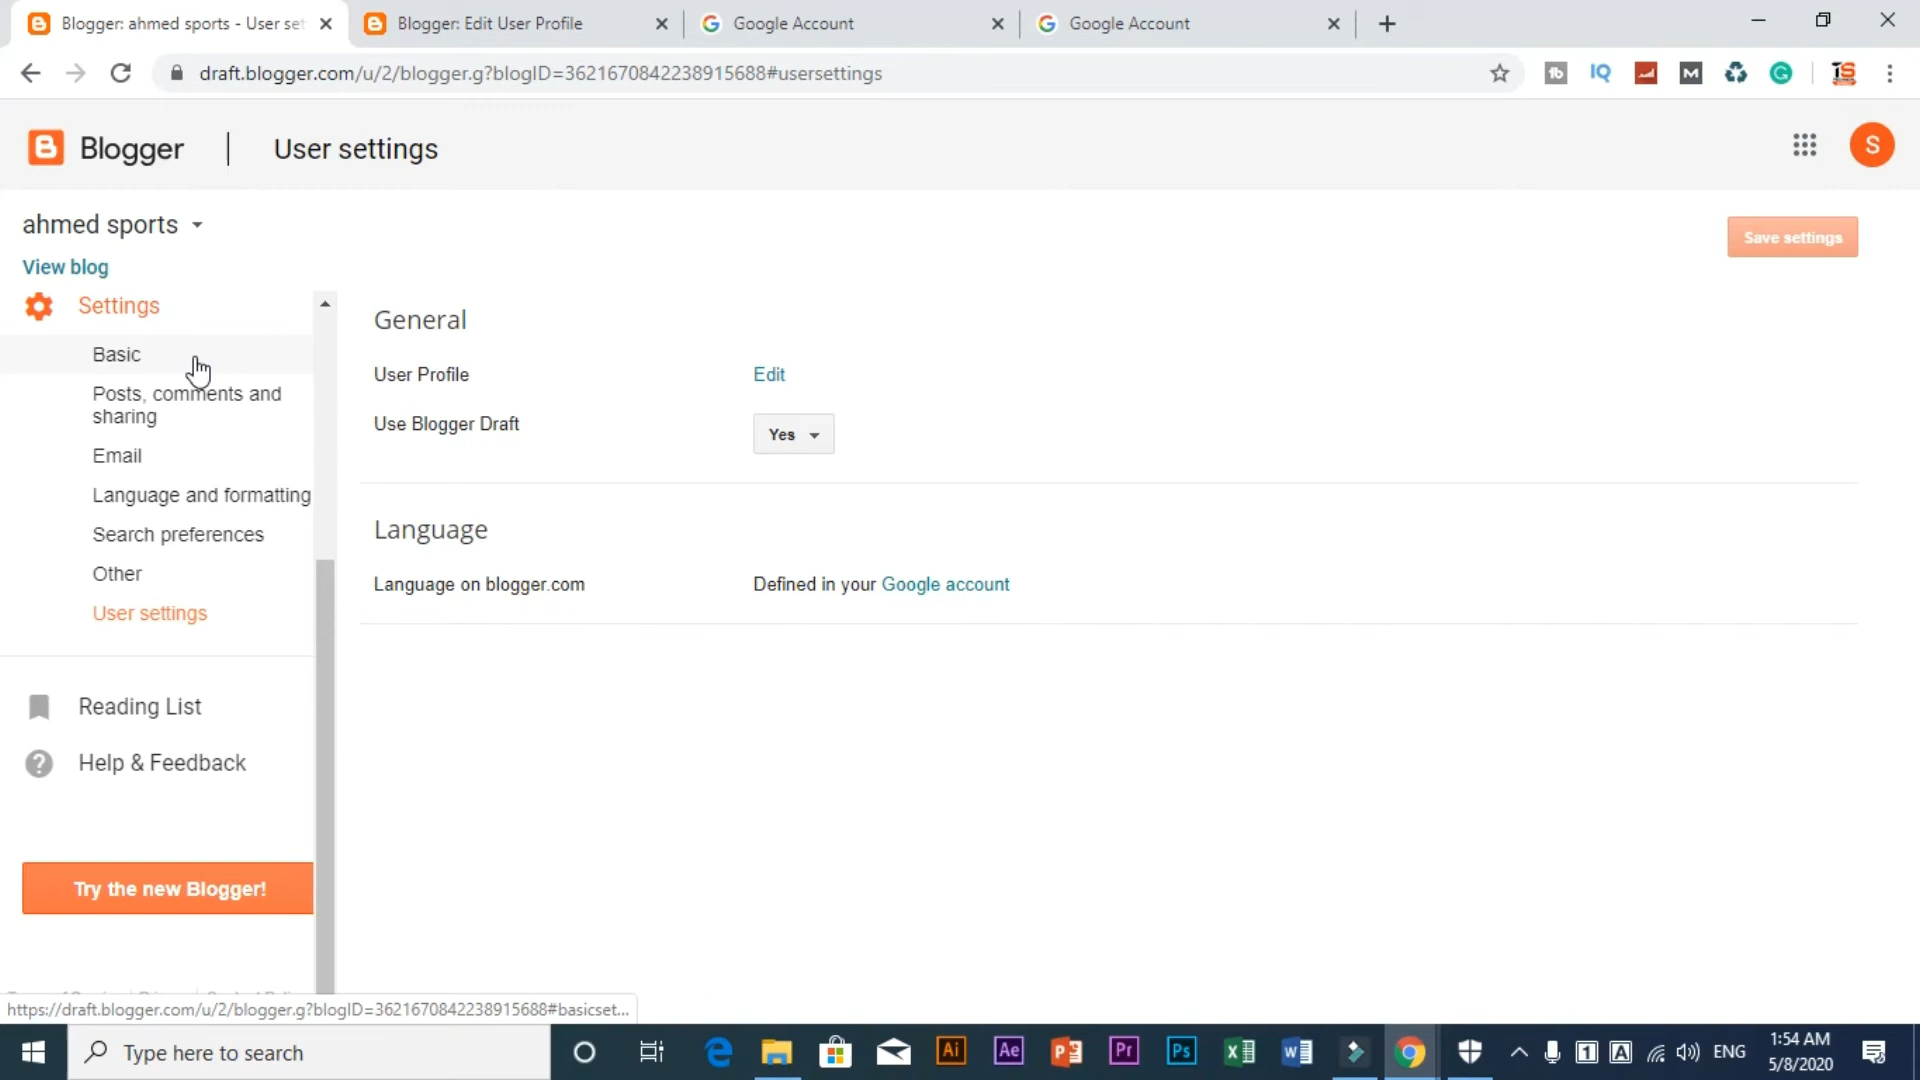 Blogger: ahmed sports - User set
Blogger: Edit User Profile
Google Account
Google Account
draft.blogger.com/u/2/blogger.g?blogID=3621670842238915688#usersettings
Blogger
User settings
S
ahmed sports
Save settings
View blog
Settings
Basic
Posts, comments and
sharing
Email
Language and formatting
Search preferences
Other
User settings
Reading List
Help & Feedback
Try the new Blogger!
General
User Profile
Edit
Use Blogger Draft
Yes
Language
Language on blogger.com
Defined in your Google account
https://draft.blogger.com/u/2/blogger.g?blogID=3621670842238915688#basicset...
Type here to search
Ai
Ae
Pr
Ps
ENG
1:54 AM
5/8/2020